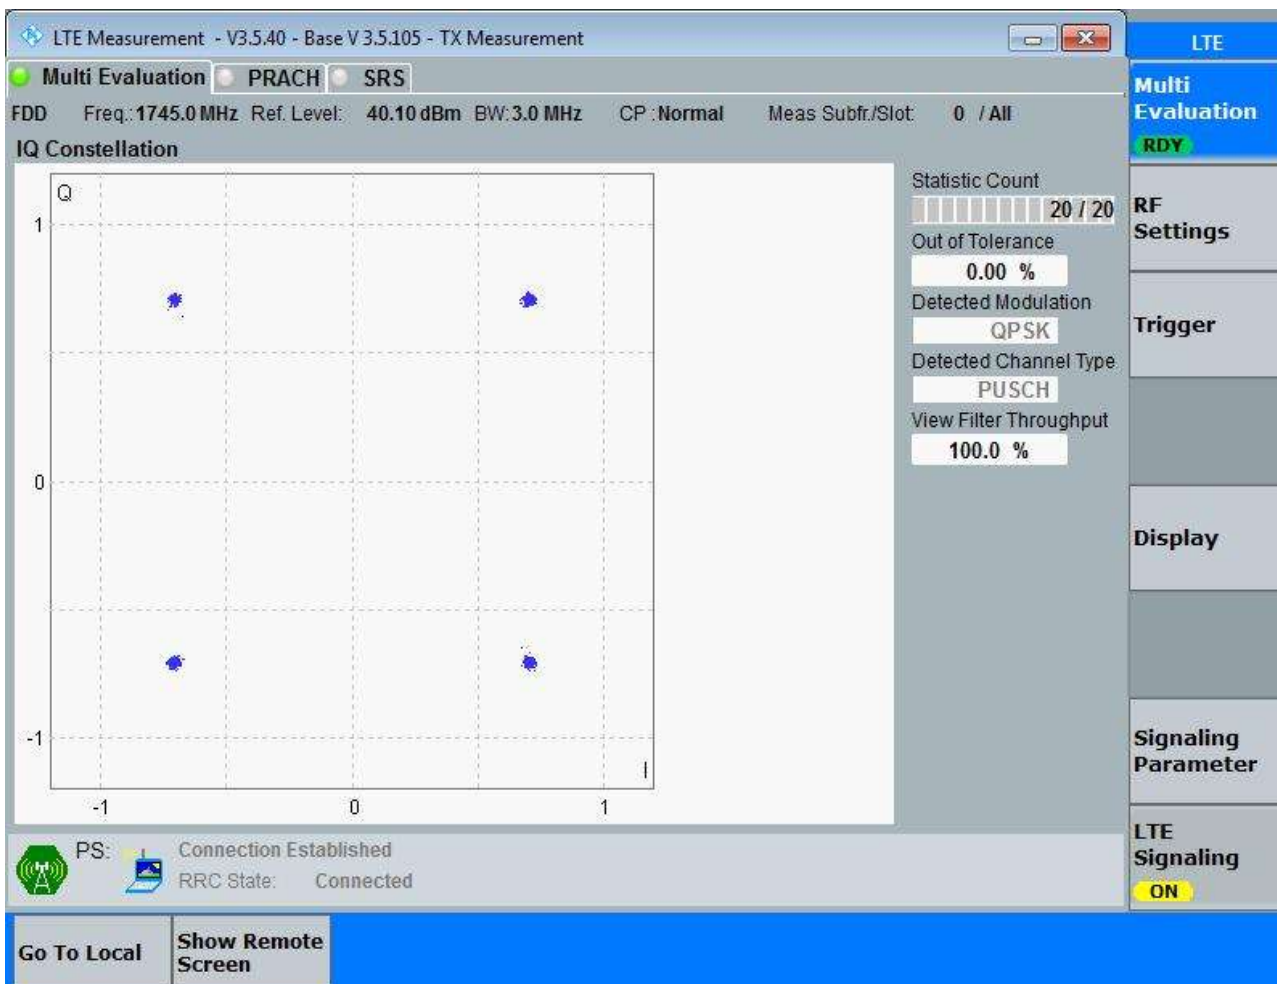 LTE Measurement - V3.5.40 - Base V 3.5.105 - TX Measurement
LTE
Multi Evaluation PRACH SRS
FDD Freq.: 1745.0 MHz Ref. Level: 40.10 dBm BW: 3.0 MHz CP : Normal Meas Subfr./Slot: 0 / All
IQ Constellation
Q
1
0
-1
I
-1 0 1
Statistic Count
20 / 20
Out of Tolerance
0.00 %
Detected Modulation
QPSK
Detected Channel Type
PUSCH
View Filter Throughput
100.0 %
Multi
Evaluation
RDY
RF
Settings
Trigger
Display
Signaling
Parameter
LTE
Signaling
ON
PS: Connection Established
RRC State: Connected
Go To Local
Show Remote
Screen